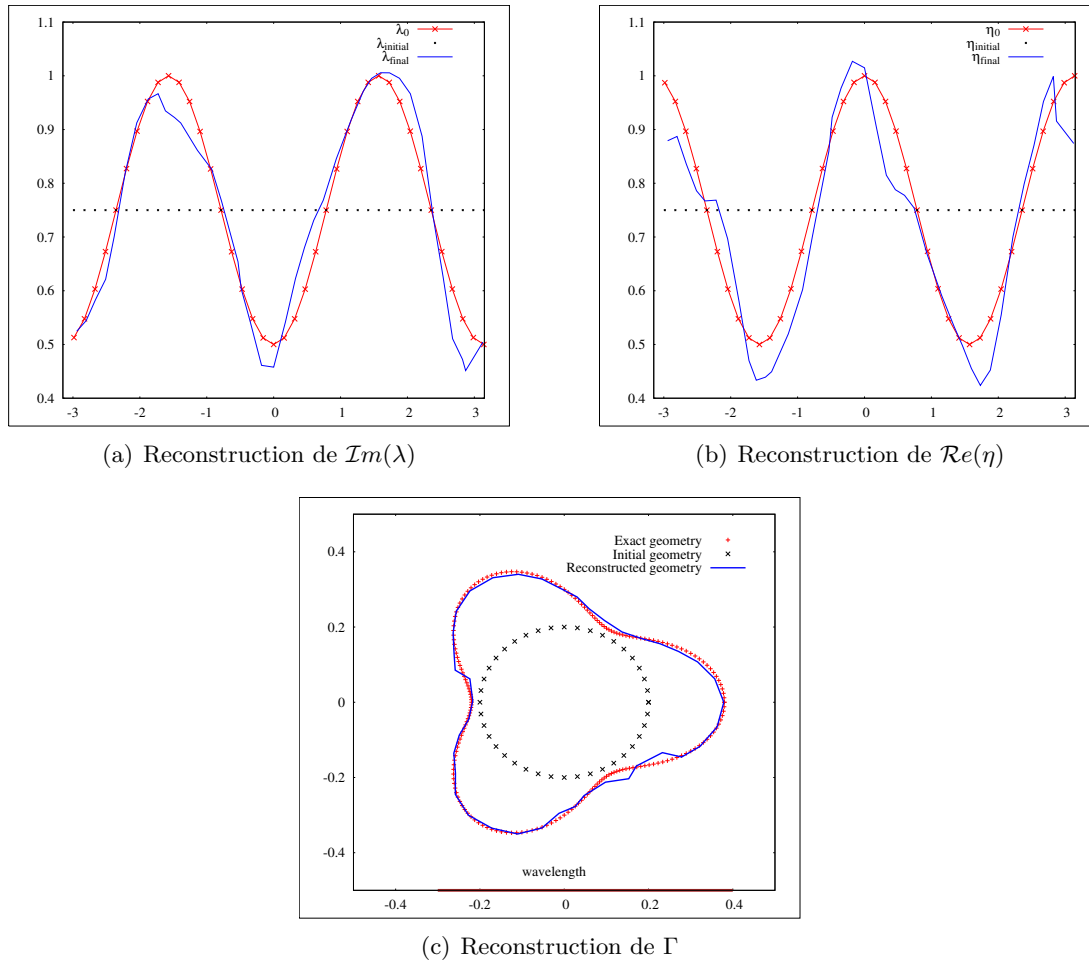 1.1
1
0.9
0.8
0.7
0.6
0.5
0.4
-3 -2 -1 0 1 2 3
λ0
λinitial
λfinal
(a) Reconstruction de Im(λ)
1.1
1
0.9
0.8
0.7
0.6
0.5
0.4
-3 -2 -1 0 1 2 3
η0
ηinitial
ηfinal
(b) Reconstruction de Re(η)
0.4
0.2
0
-0.2
-0.4
-0.4 -0.2 0 0.2 0.4
Exact geometry
Initial geometry
Reconstructed geometry
wavelength
(c) Reconstruction de Γ